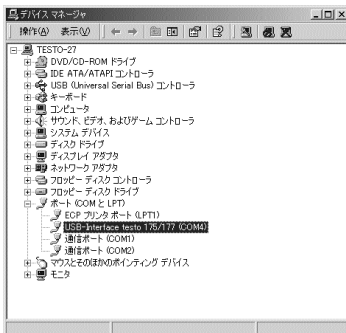 デバイス マネージャ
操作(A) 表示(V)
TESTO-27
DVD/CD-ROM ドライブ
IDE ATA/ATAPI コントローラ
USB (Universal Serial Bus) コントローラ
キーボード
コンピュータ
サウンド、ビデオ、およびゲーム コントローラ
システム デバイス
ディスク ドライブ
ディスプレイ アダプタ
ネットワーク アダプタ
フロッピー ディスク コントローラ
フロッピー ディスク ドライブ
ポート (COM と LPT)
ECP プリンタ ポート (LPT1)
USB-Interface testo 175/177 (COM4)
通信ポート (COM1)
通信ポート (COM2)
マウスとそのほかのポインティング デバイス
モニタ